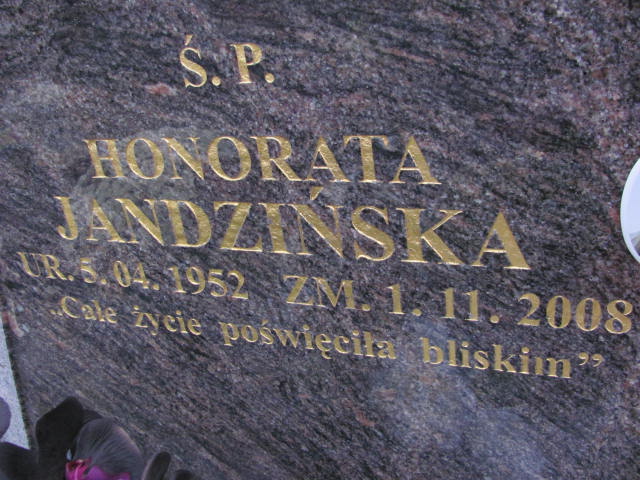 Ś. P.
HONORATA
JANDZIŃSKA
UR. 5. 04. 1952 ZM. 1. 11. 2008
„Całe życie poświęciła bliskim”